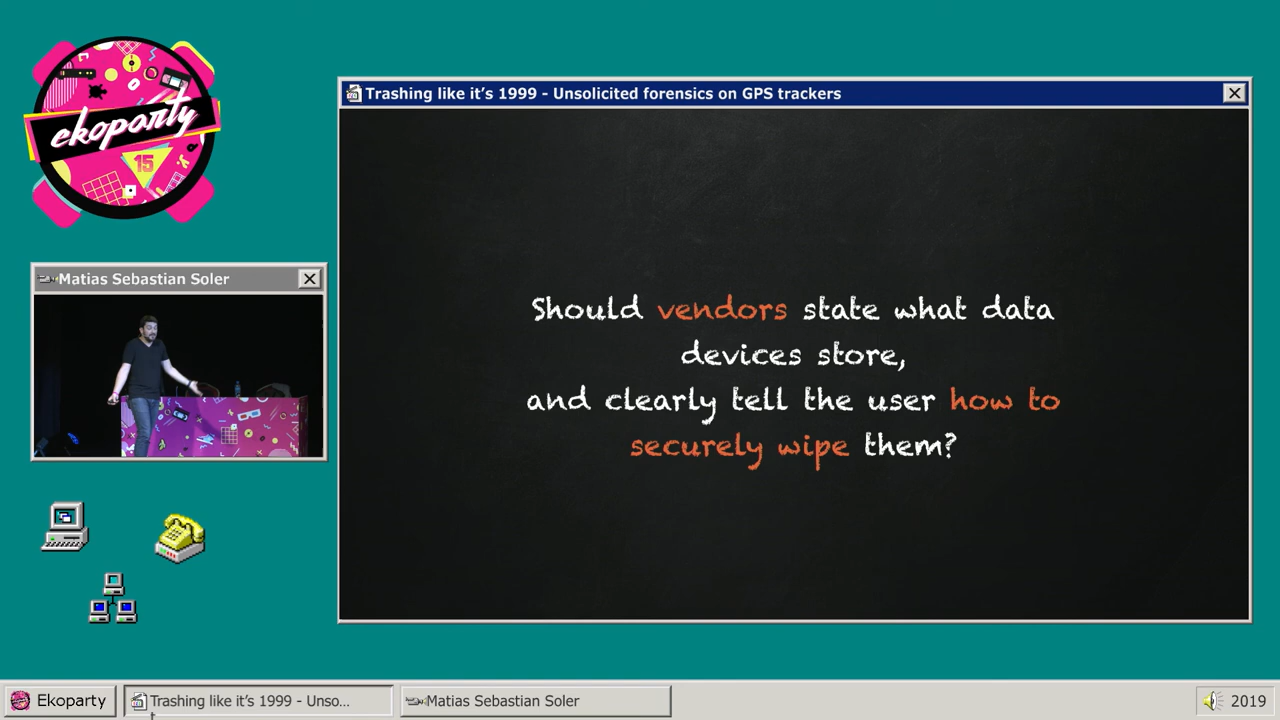 ekoparty
15
Trashing like it's 1999 - Unsolicited forensics on GPS trackers
Matias Sebastian Soler
Should vendors state what data
devices store,
and clearly tell the user how to
securely wipe them?
Ekoparty
Trashing like it's 1999 - Unso...
Matias Sebastian Soler
2019